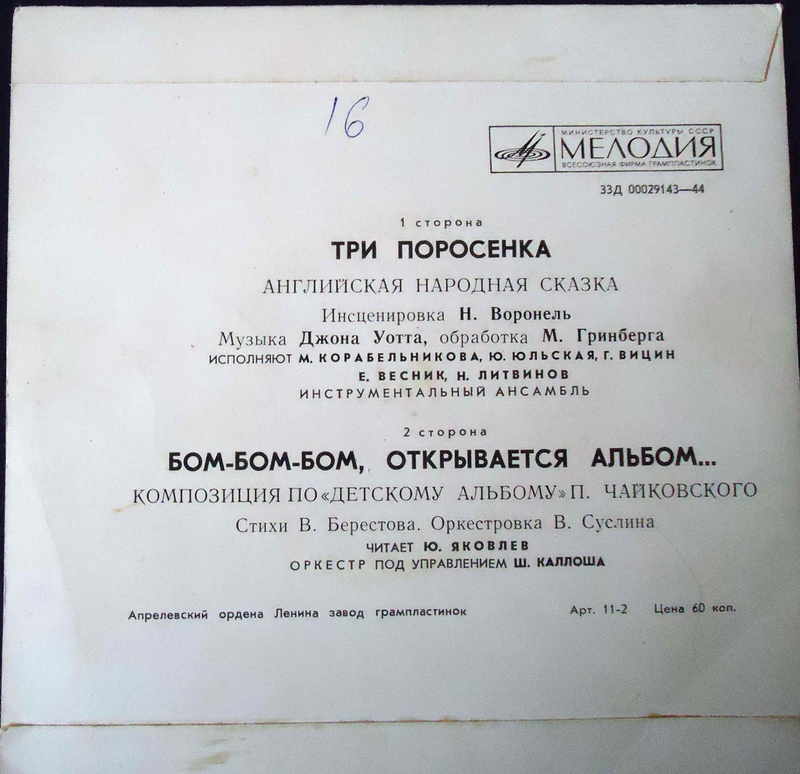 16
МИНИСТЕРСТВО КУЛЬТУРЫ СССР
МЕЛОДИЯ
ВСЕСОЮЗНАЯ ФИРМА ГРАМПЛАСТИНОК
33Д 00029143—44
1 сторона
ТРИ ПОРОСЕНКА
АНГЛИЙСКАЯ НАРОДНАЯ СКАЗКА
Инсценировка Н. Воронель
Музыка Джона Уотта, обработка М. Гринберга
ИСПОЛНЯЮТ М. КОРАБЕЛЬНИКОВА, Ю. ЮЛЬСКАЯ, Г. ВИЦИН
Е. ВЕСНИК, Н. ЛИТВИНОВ
ИНСТРУМЕНТАЛЬНЫЙ АНСАМБЛЬ
2 сторона
БОМ-БОМ-БОМ, ОТКРЫВАЕТСЯ АЛЬБОМ...
КОМПОЗИЦИЯ ПО «ДЕТСКОМУ АЛЬБОМУ» П. ЧАЙКОВСКОГО
Стихи В. Берестова. Оркестровка В. Суслина
ЧИТАЕТ Ю. ЯКОВЛЕВ
ОРКЕСТР ПОД УПРАВЛЕНИЕМ Ш. КАЛЛОША
Апрелевский ордена Ленина завод грампластинок Арт. 11-2 Цена 60 коп.